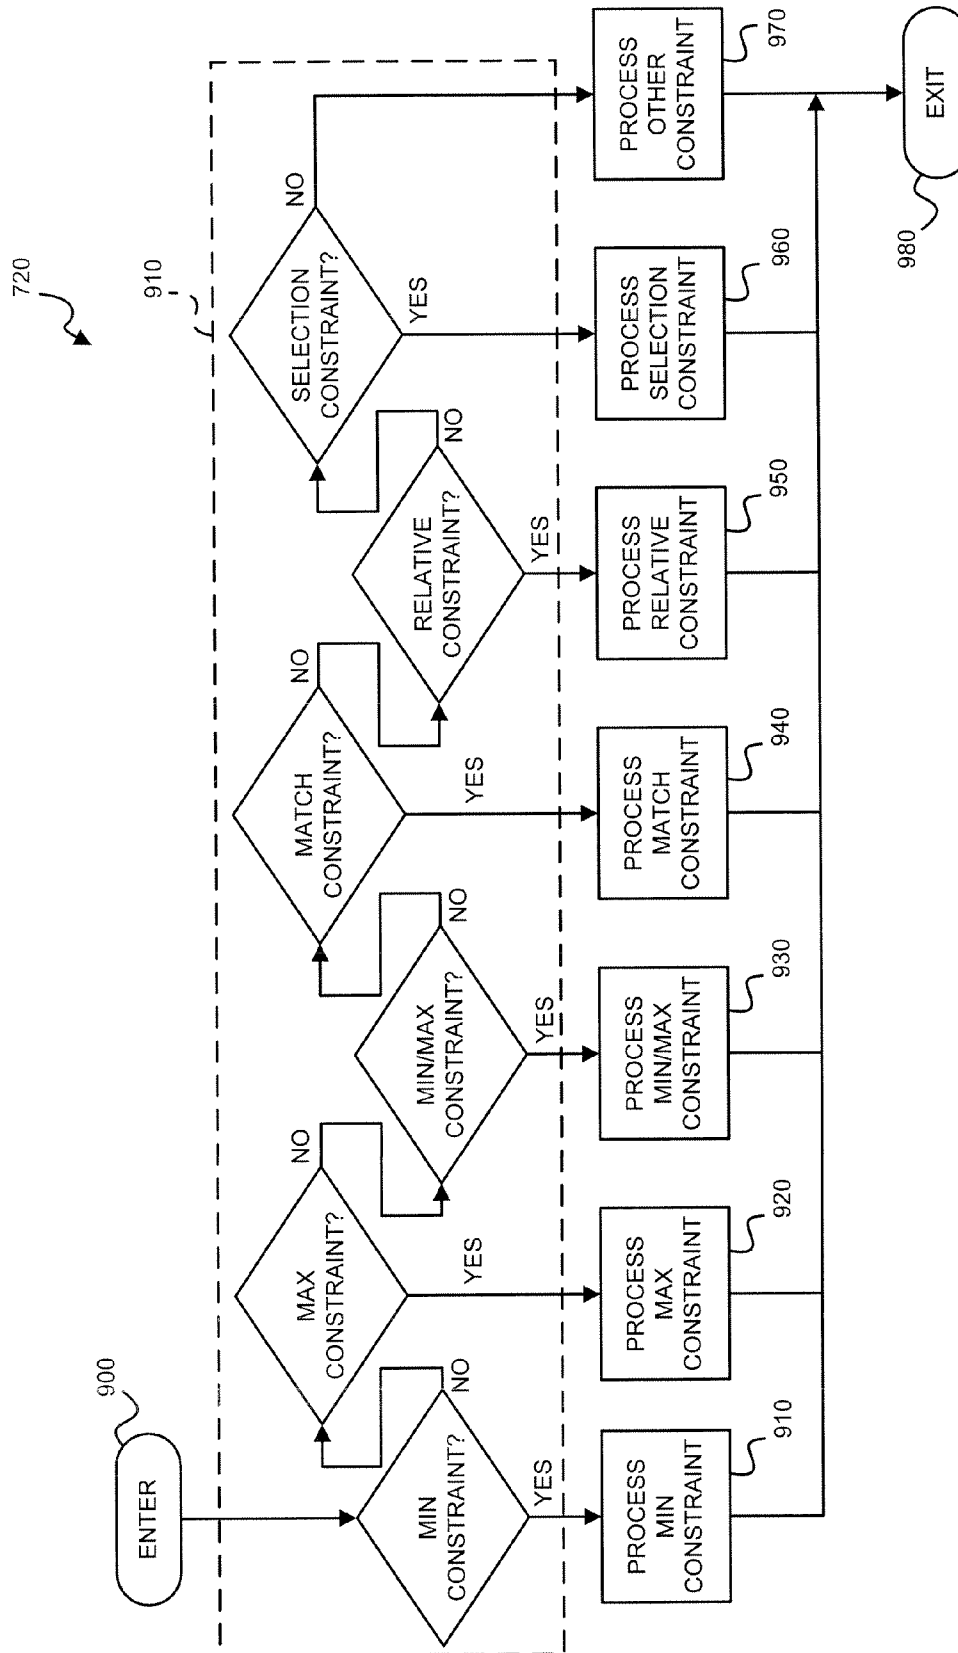 720
900
ENTER
910
MIN
CONSTRAINT?
NO
YES
MAX
CONSTRAINT?
NO
YES
MIN/MAX
CONSTRAINT?
NO
YES
MATCH
CONSTRAINT?
NO
YES
RELATIVE
CONSTRAINT?
NO
YES
SELECTION
CONSTRAINT?
NO
YES
PROCESS
MIN
CONSTRAINT
910
PROCESS
MAX
CONSTRAINT
920
PROCESS
MIN/MAX
CONSTRAINT
930
PROCESS
MATCH
CONSTRAINT
940
PROCESS
RELATIVE
CONSTRAINT
950
PROCESS
SELECTION
CONSTRAINT
960
PROCESS
OTHER
CONSTRAINT
970
980
EXIT